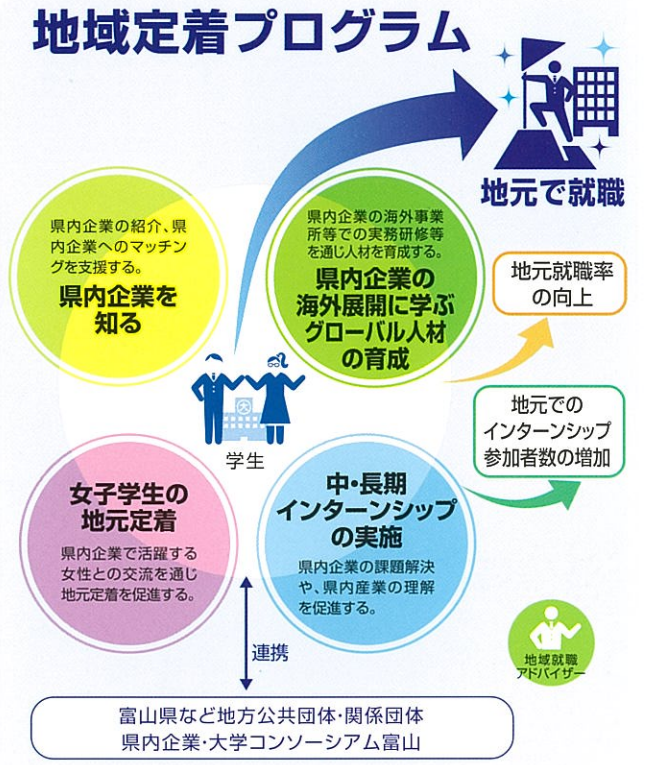 地域定着プログラム
地元で就職
県内企業の紹介、県
内企業へのマッチン
グを支援する。
県内企業を
知る
県内企業の海外事業
所等での実務研修等
を通じ人材を育成する。
県内企業の
海外展開に学ぶ
グローバル人材
の育成
地元就職率
の向上
地元での
インターンシップ
参加者数の増加
大
学生
女子学生の
地元定着
県内企業で活躍する
女性との交流を通じ
地元定着を促進する。
中・長期
インターンシップ
の実施
県内企業の課題解決
や、県内産業の理解
を促進する。
連携
地域就職
アドバイザー
富山県など地方公共団体・関係団体
県内企業・大学コンソーシアム富山